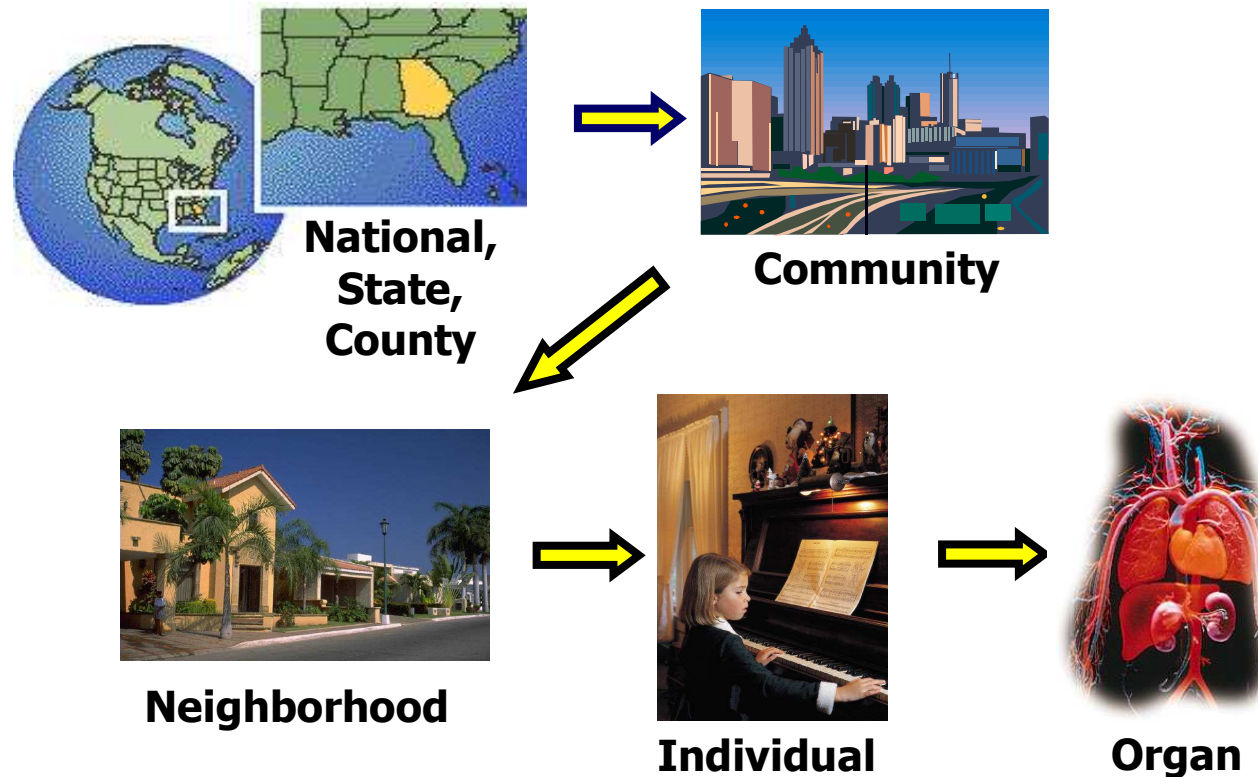 National,
State,
County
Community
Neighborhood
Individual
Organ